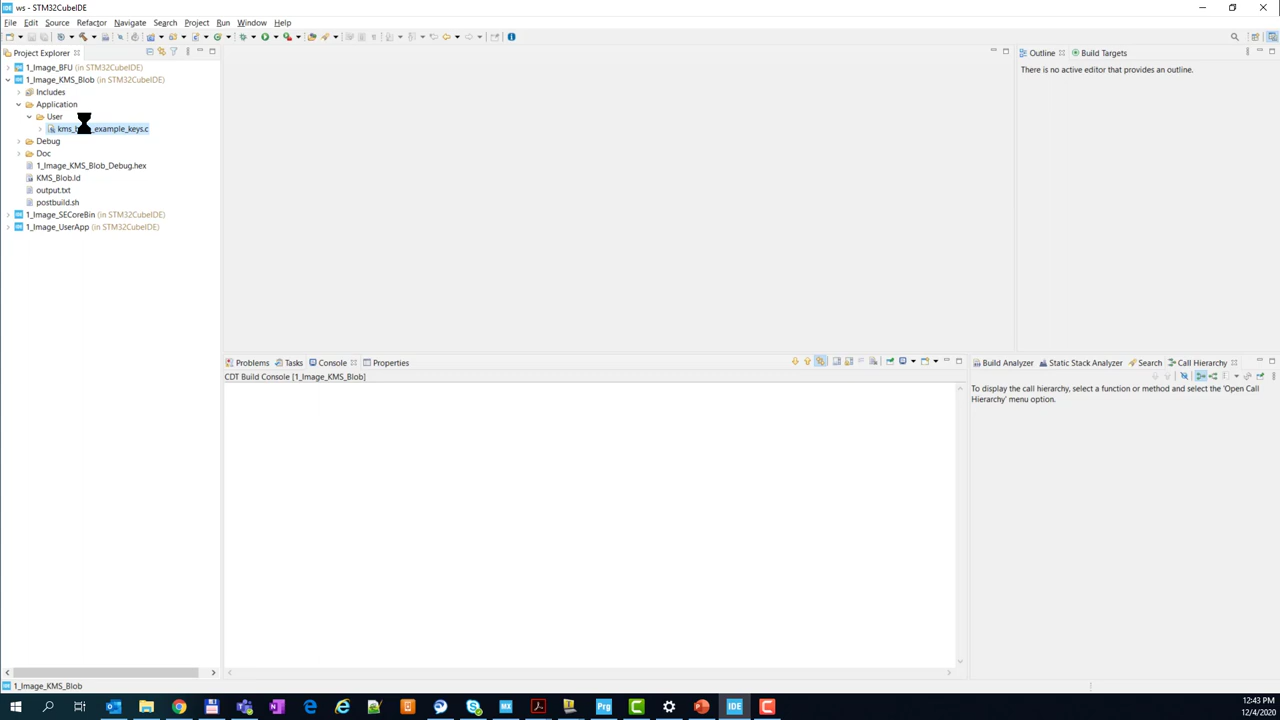 ws - STM32CubeIDE
File Edit Source Refactor Navigate Search Project Run Window Help
Project Explorer
Outline
Build Targets
1_Image_BFU (in STM32CubeIDE)
There is no active editor that provides an outline.
1_Image_KMS_Blob (in STM32CubeIDE)
Includes
Application
User
example_keys.c
Debug
Doc
1_Image_KMS_Blob_Debug.hex
KMS_Blob.ld
output.txt
postbuild.sh
1_Image_SECoreBin (in STM32CubeIDE)
1_Image_UserApp (in STM32CubeIDE)
Problems Tasks Console Properties
Build Analyzer Static Stack Analyzer Search Call Hierarchy
CDT Build Console [1_Image_KMS_Blob]
To display the call hierarchy, select a function or method and select the 'Open Call
Hierarchy' menu option.
1_Image_KMS_Blob
MX
Prg
IDE
12:43 PM
12/4/2020